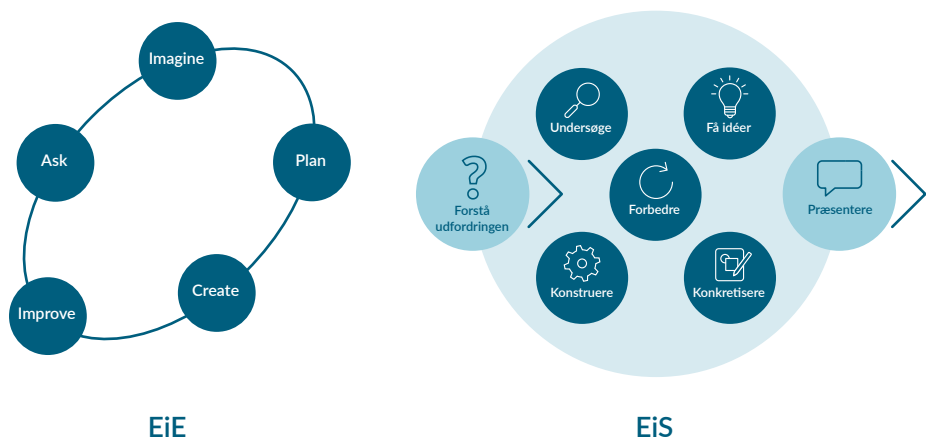 Imagine
Ask
Plan
Create
Improve
EiE
Undersøge
Få idéer
Forstå
udfordringen
Forbedre
Præsentere
Konstruere
Konkretisere
EiS